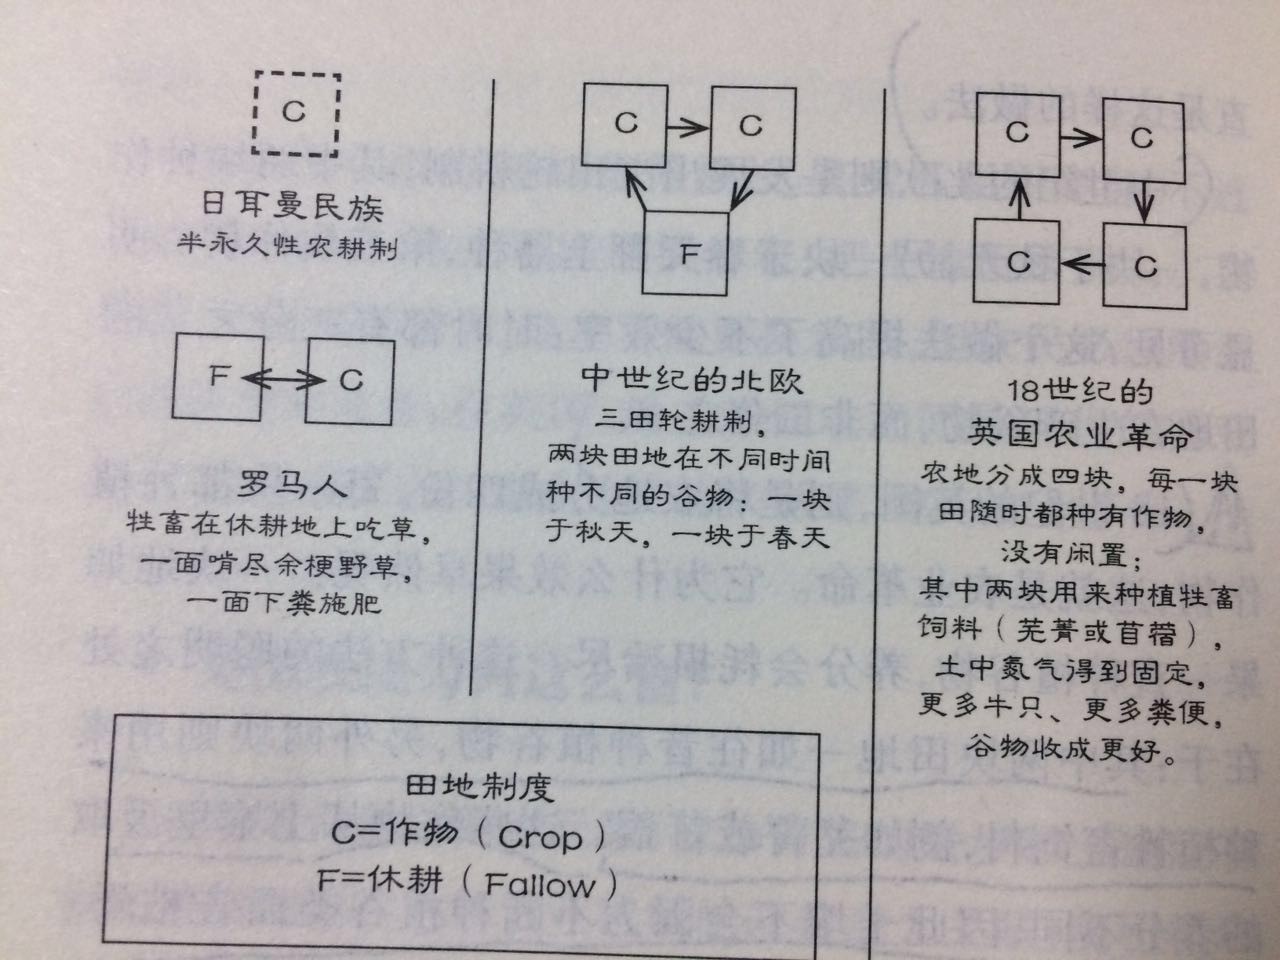 C
日耳曼民族
半永久性农耕制
F
C
罗马人
牲畜在休耕地上吃草，
一面啃尽余梗野草，
一面下粪施肥
C
C
F
中世纪的北欧
三田轮耕制，
两块田地在不同时间
种不同的谷物：一块
于秋天，一块于春天
C
C
C
C
18世纪的
英国农业革命
农地分成四块，每一块
田随时都种有作物，
没有闲置；
其中两块用来种植牲畜
饲料（芜菁或苜蓿），
土中氮气得到固定，
更多牛只、更多粪便，
谷物收成更好。
田地制度
C=作物（Crop）
F=休耕（Fallow）